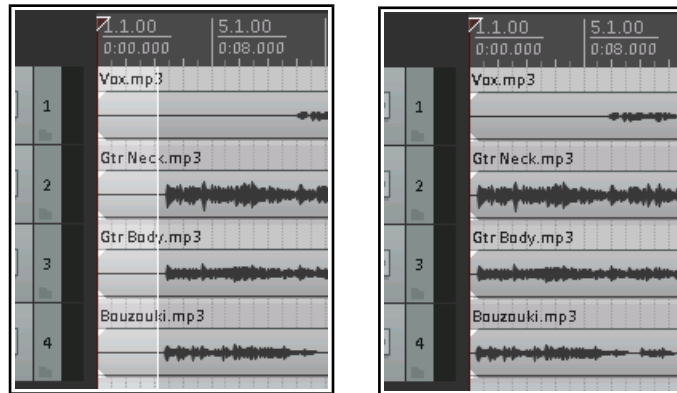 1.1.00 5.1.00
0:00.000 0:08.000
Vox.mp3
1
Gtr Neck.mp3
2
Gtr Body.mp3
3
Bouzouki.mp3
4
1.1.00 5.1.00
0:00.000 0:08.000
Vox.mp3
1
Gtr Neck.mp3
2
Gtr Body.mp3
3
Bouzouki.mp3
4